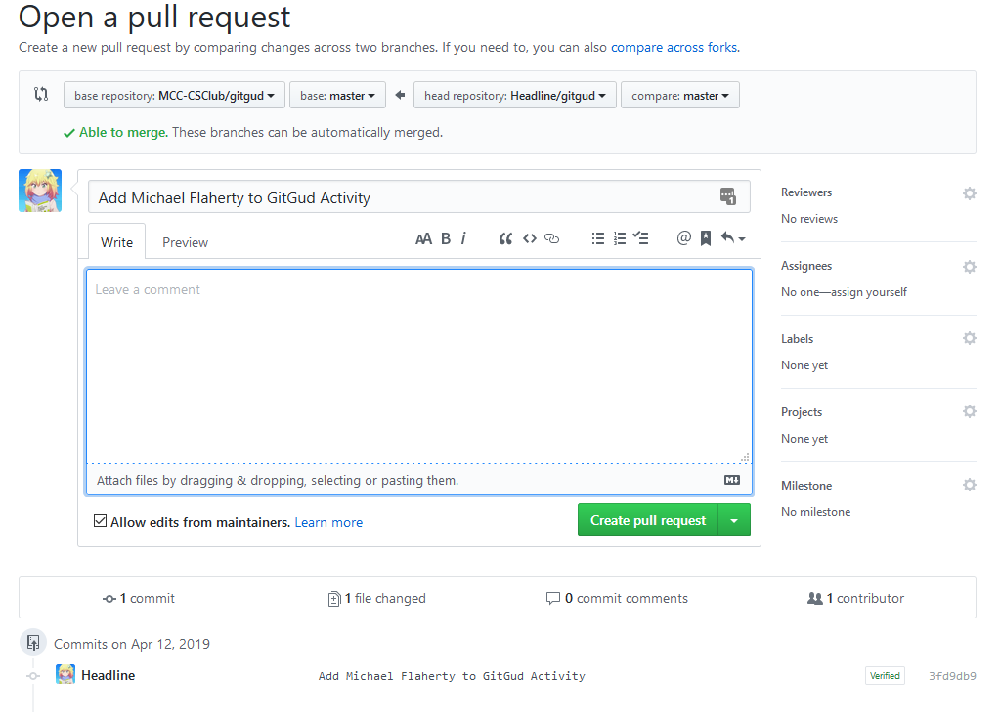 Open a pull request
Create a new pull request by comparing changes across two branches. If you need to, you can also compare across forks.
base repository: MCC-CSClub/gitgud base: master head repository: Headline/gitgud compare: master
Able to merge. These branches can be automatically merged.
Add Michael Flaherty to GitGud Activity
1
Write Preview AA B i
Leave a comment
Attach files by dragging & dropping, selecting or pasting them.
Allow edits from maintainers. Learn more
Create pull request
Reviewers
No reviews
Assignees
No one—assign yourself
Labels
None yet
Projects
None yet
Milestone
No milestone
1 commit 1 file changed 0 commit comments 1 contributor
Commits on Apr 12, 2019
Headline Add Michael Flaherty to GitGud Activity Verified 3fd9db9